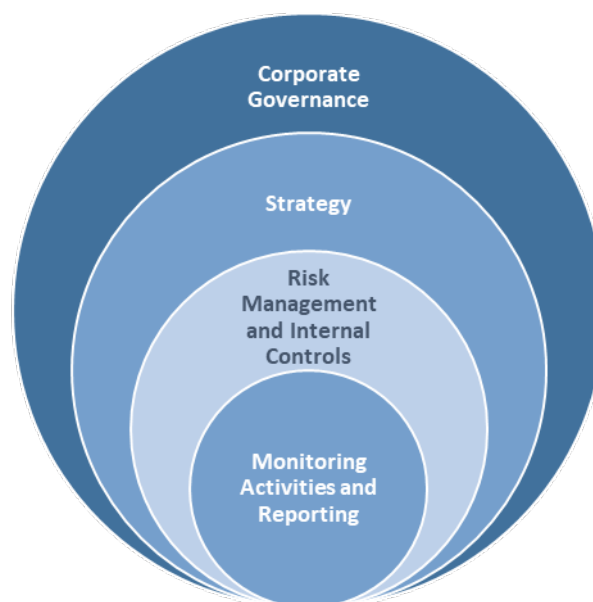 Corporate
Governance
Strategy
Risk
Management
and Internal
Controls
Monitoring
Activities and
Reporting